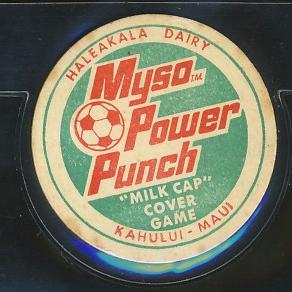 HALEAKALA DAIRY
Myso TM
Power
Punch
"MILK CAP"
COVER
GAME
KAHULUI - MAUI